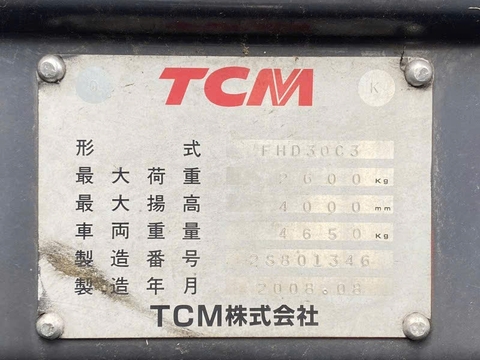 TCM
K
形式 FHD30C3
最大荷重 2600 Kg
最大揚高 4000 mm
車両重量 4650 Kg
製造番号 2S801346
製造年月 2008.08
TCM株式会社